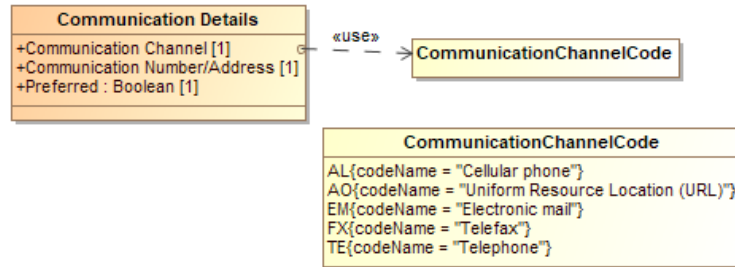 Communication Details
+Communication Channel [1]
+Communication Number/Address [1]
+Preferred : Boolean [1]
«use»
CommunicationChannelCode
CommunicationChannelCode
AL{codeName = "Cellular phone"}
AO{codeName = "Uniform Resource Location (URL)"}
EM{codeName = "Electronic mail"}
FX{codeName = "Telefax"}
TE{codeName = "Telephone"}